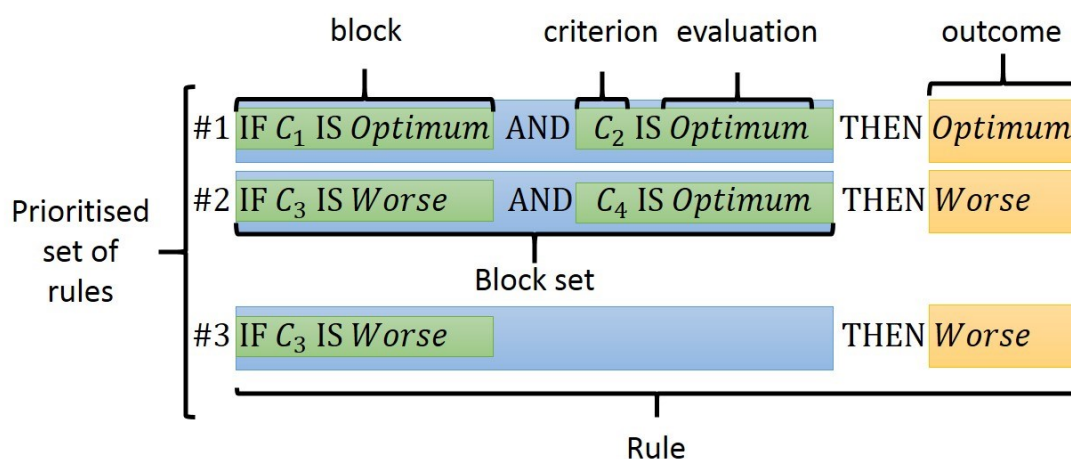 block criterion evaluation outcome
#1 IF C₁ IS Optimum AND C₂ IS Optimum THEN Optimum
#2 IF C₃ IS Worse AND C₄ IS Optimum THEN Worse
Prioritised
set of
rules
Block set
#3 IF C₃ IS Worse THEN Worse
Rule